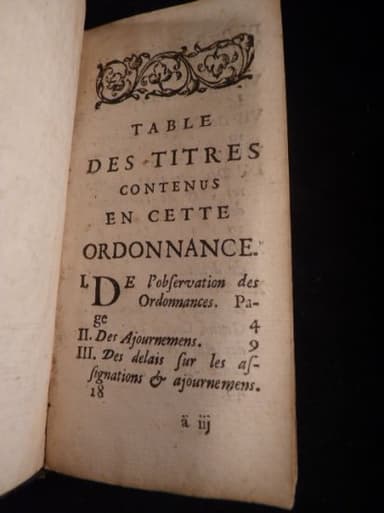 TABLE
DES TITRES
CONTENUS
EN CETTE
ORDONNANCE.
I. DE l'obſervation des
Ordonnances. Pa-
ge 4
II. Des Ajournemens. 9
III. Des delais ſur les aſ-
ſignations & ajournemens.
18
ã iij